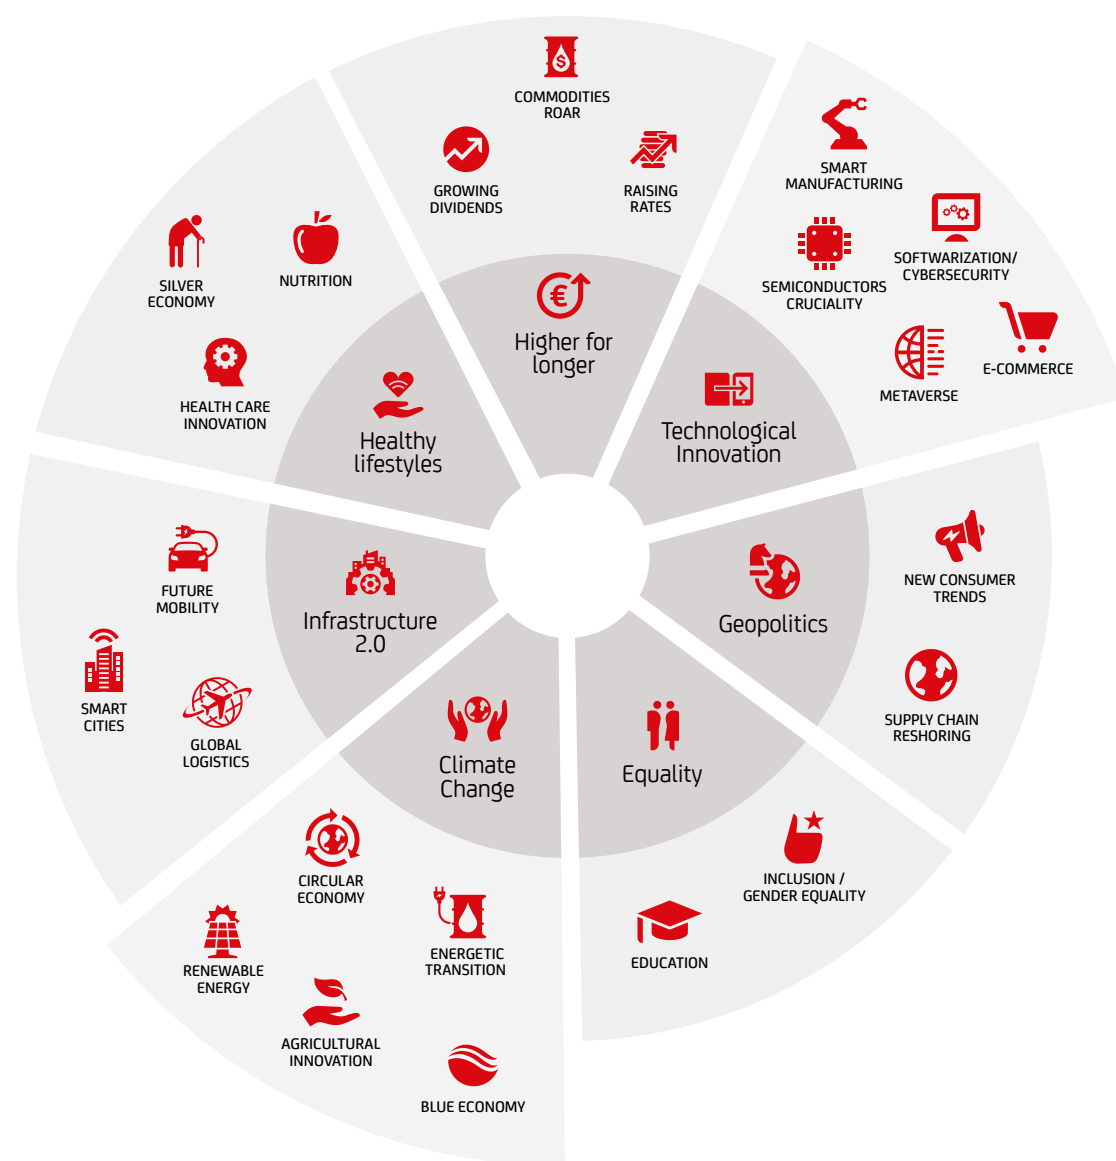 COMMODITIES
ROAR
GROWING
DIVIDENDS
RAISING
RATES
$
€
Higher for
longer
SMART
MANUFACTURING
SOFTWARIZATION/
CYBERSECURITY
SEMICONDUCTORS
CRUCIALITY
E-COMMERCE
METAVERSE
Technological
Innovation
NEW CONSUMER
TRENDS
SUPPLY CHAIN
RESHORING
Geopolitics
Equality
INCLUSION /
GENDER EQUALITY
EDUCATION
Climate
Change
CIRCULAR
ECONOMY
ENERGETIC
TRANSITION
RENEWABLE
ENERGY
AGRICULTURAL
INNOVATION
BLUE ECONOMY
Infrastructure
2.0
FUTURE
MOBILITY
SMART
CITIES
GLOBAL
LOGISTICS
Healthy
lifestyles
SILVER
ECONOMY
NUTRITION
HEALTH CARE
INNOVATION